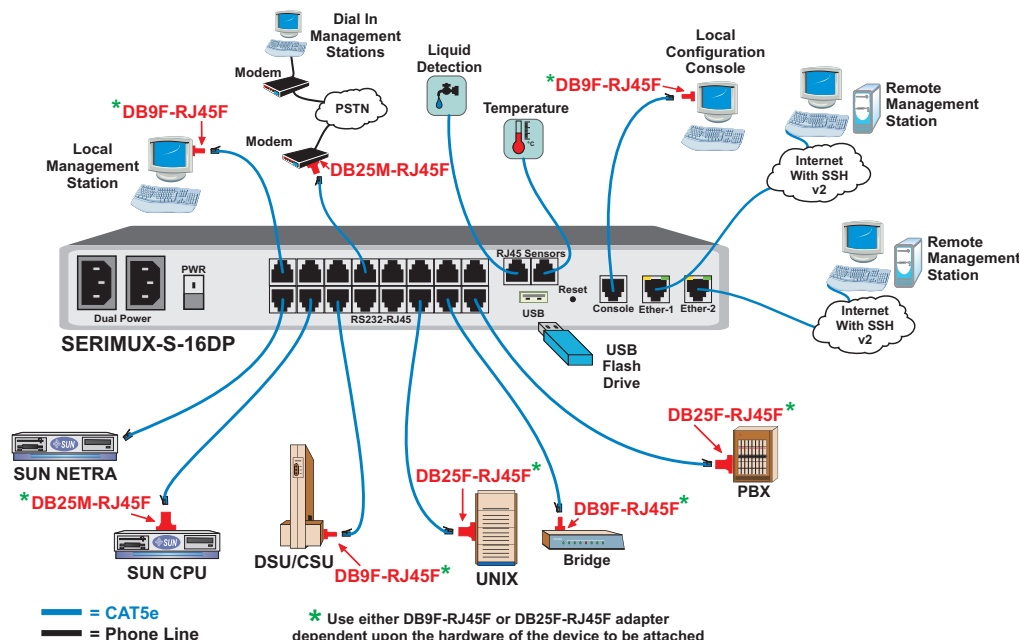 Dial In
Management
Stations
Modem
PSTN
Modem
*DB9F-RJ45F
Local
Management
Station
DB25M-RJ45F
Liquid
Detection
Temperature
°C
Local
Configuration
Console
*DB9F-RJ45F
Remote
Management
Station
Internet
With SSH
v2
Remote
Management
Station
Internet
With SSH
v2
PWR
Dual Power
RS232-RJ45
RJ45 Sensors
USB
Reset
Console
Ether-1
Ether-2
SERIMUX-S-16DP
USB
Flash
Drive
SUN
SUN NETRA
*DB25M-RJ45F
SUN
SUN CPU
DSU/CSU
DB9F-RJ45F*
DB25F-RJ45F*
UNIX
DB9F-RJ45F*
Bridge
DB25F-RJ45F*
PBX
= CAT5e
= Phone Line
* Use either DB9F-RJ45F or DB25F-RJ45F adapter
dependent upon the hardware of the device to be attached